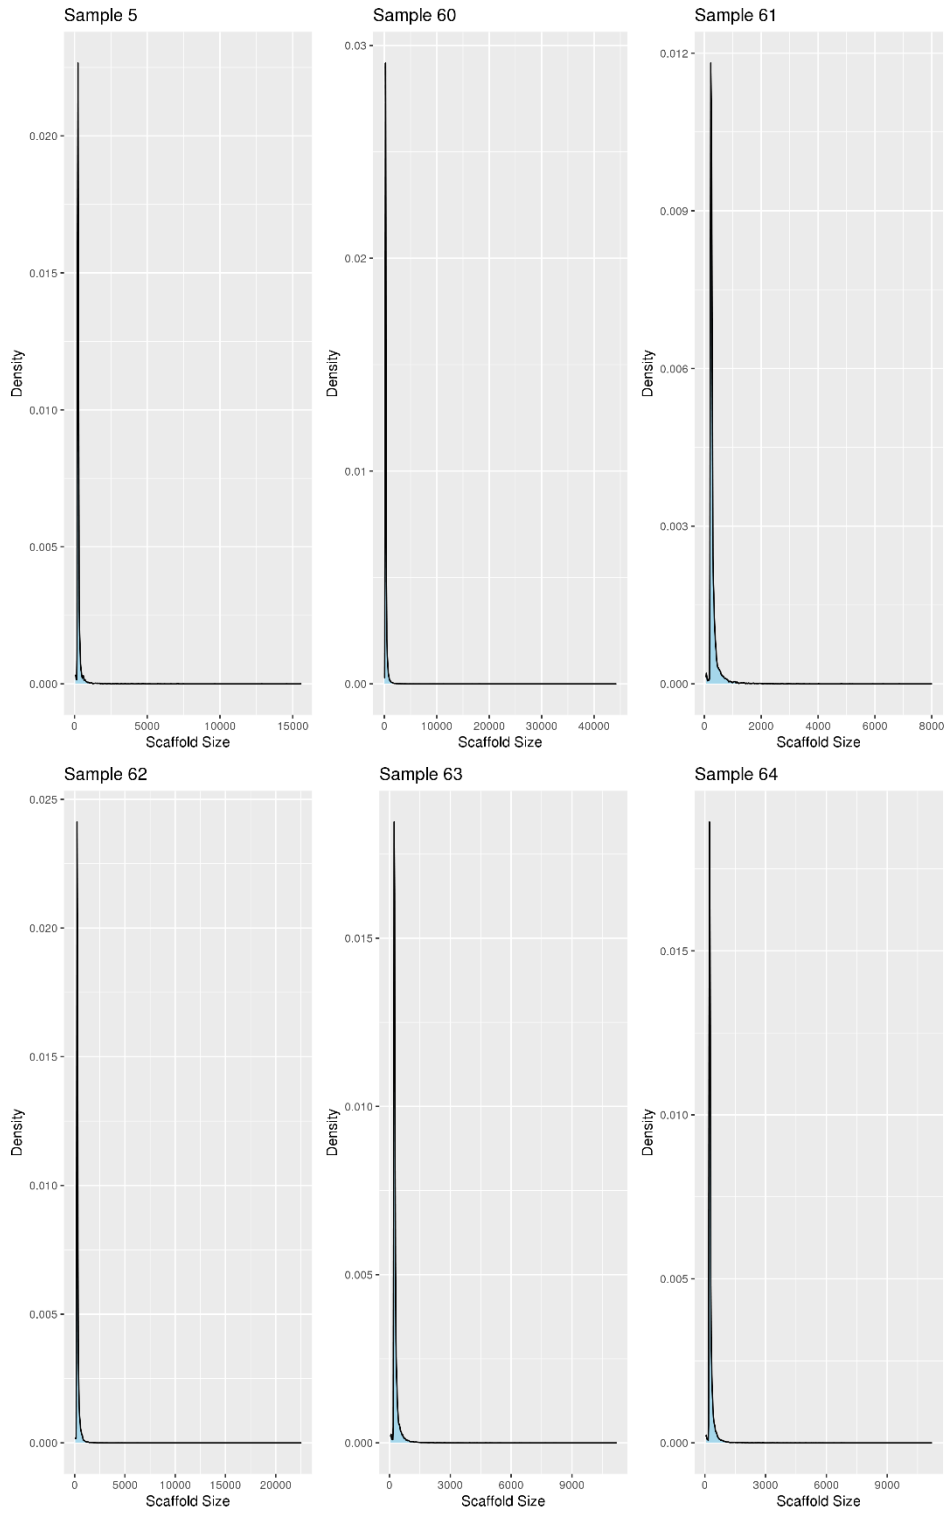 Sample 5
Sample 60
Sample 61
0.020
0.015
0.010
0.005
0.000
0.03
0.02
0.01
0.00
0.012
0.009
0.006
0.003
0.000
Density
Density
Density
0 5000 10000 15000
0 10000 20000 30000 40000
0 2000 4000 6000 8000
Scaffold Size
Scaffold Size
Scaffold Size
Sample 62
Sample 63
Sample 64
0.025
0.020
0.015
0.010
0.005
0.000
0.015
0.010
0.005
0.000
0.015
0.010
0.005
0.000
Density
Density
Density
0 5000 10000 15000 20000
0 3000 6000 9000
0 3000 6000 9000
Scaffold Size
Scaffold Size
Scaffold Size